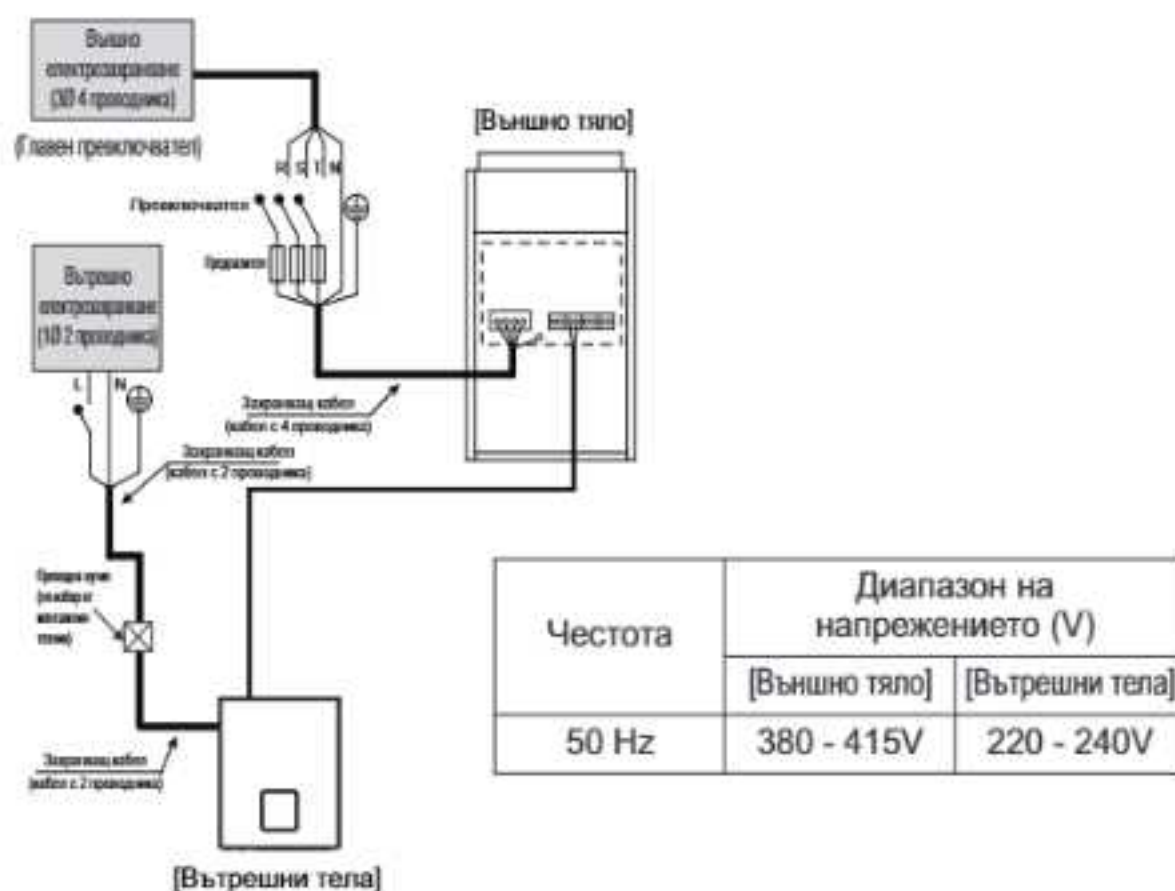 Външно
електрозахранване
(3Ø 4 проводника)
(Главен превключвател)
[Външно тяло]
R S T N
Превключвател
Предпазител
Вътрешно
електрозахранване
(1Ø 2 проводника)
L N
Захранващ кабел
(кабел с 4 проводника)
Захранващ кабел
(кабел с 2 проводника)
Захранващ кабел
(кабел с 2 проводника)
[Вътрешни тела]
Честота
Диапазон на
напрежението (V)
[Външно тяло] [Вътрешни тела]
50 Hz 380 - 415V 220 - 240V